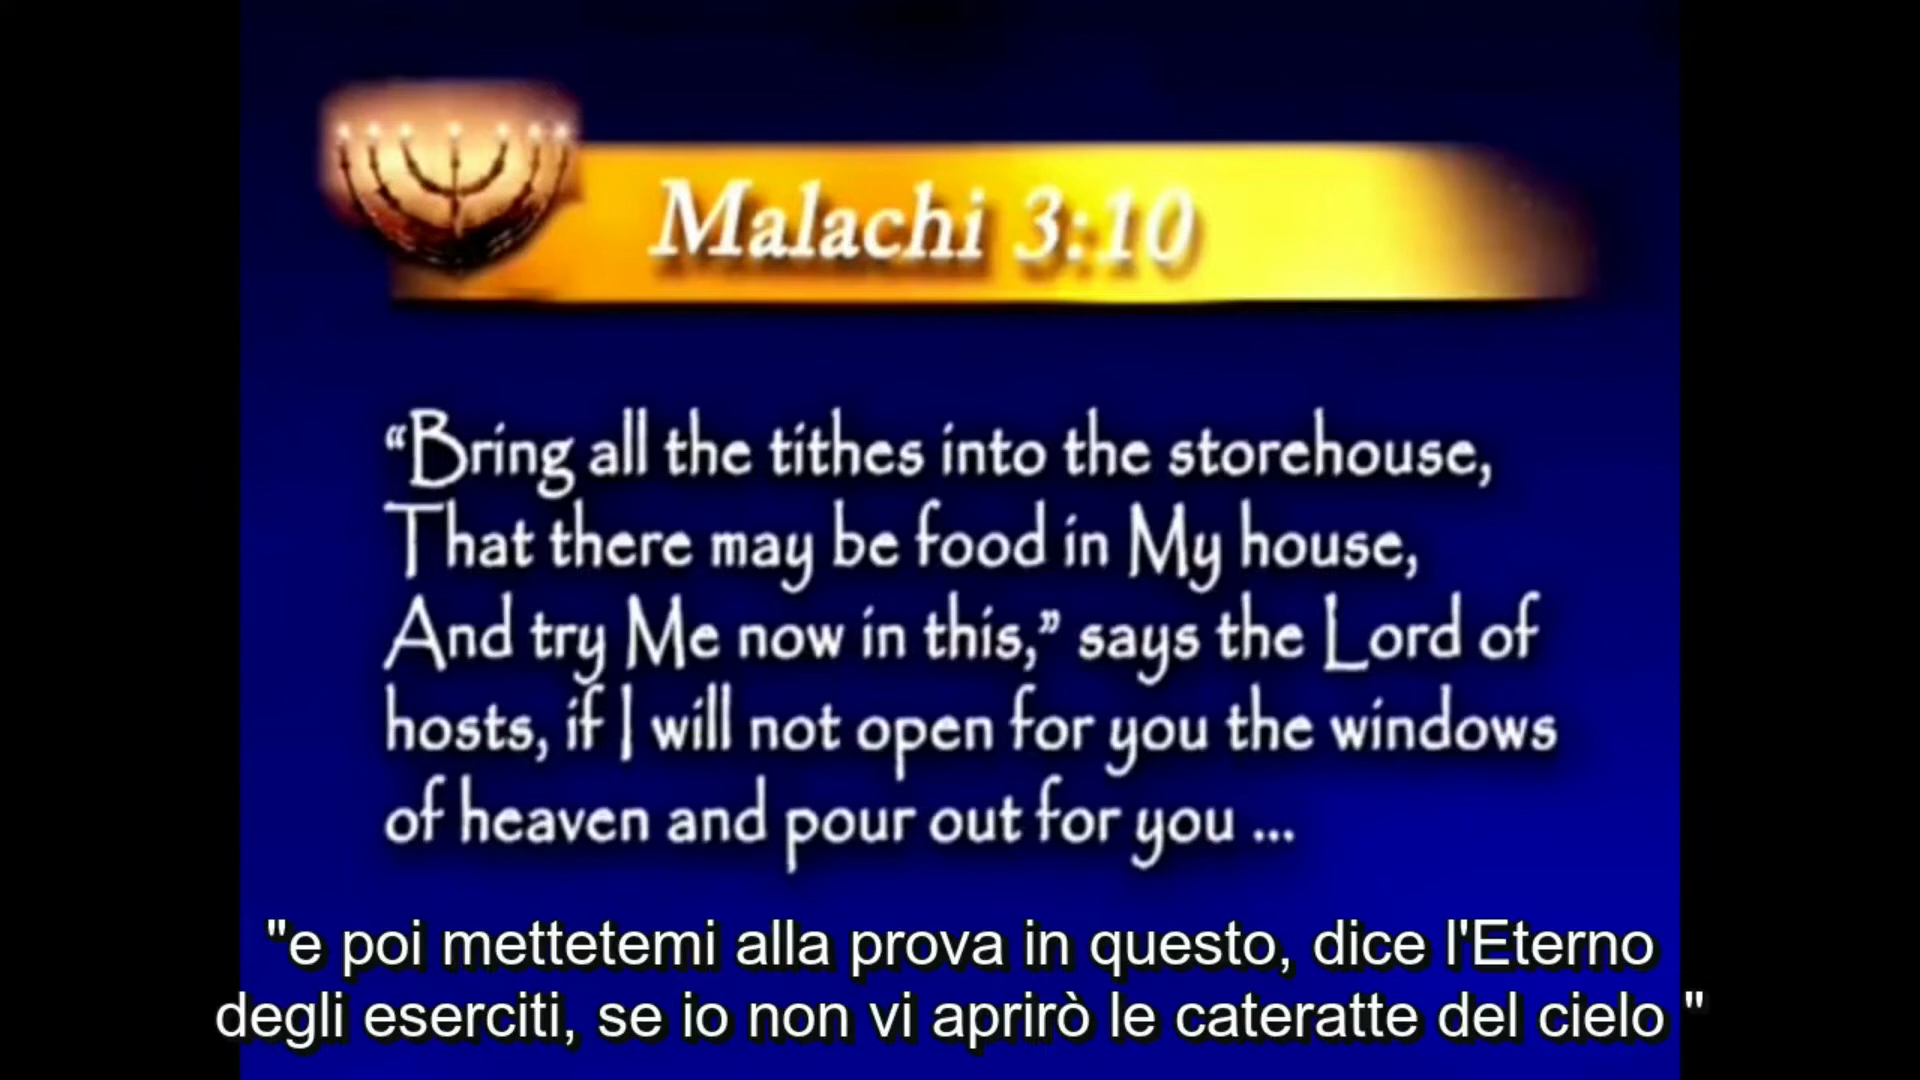 Malachi 3:10
“Bring all the tithes into the storehouse,
That there may be food in My house,
And try Me now in this,” says the Lord of
hosts, if I will not open for you the windows
of heaven and pour out for you ...
"e poi mettetemi alla prova in questo, dice l'Eterno
degli eserciti, se io non vi aprirò le cateratte del cielo "